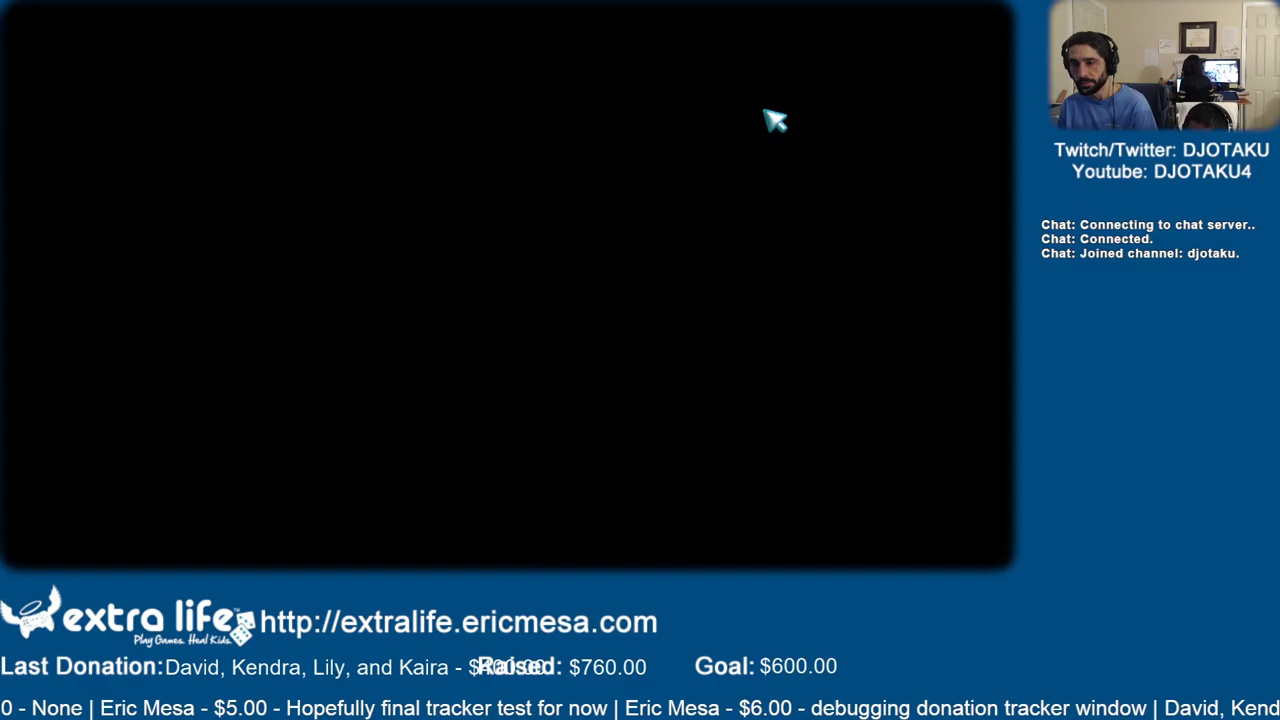 Twitch/Twitter: DJOTAKU
Youtube: DJOTAKU4
Chat: Connecting to chat server..
Chat: Connected.
Chat: Joined channel: djotaku.
extra life
Play Games. Heal Kids.
http://extralife.ericmesa.com
Last Donation: David, Kendra, Lily, and Kaira - Raised: $760.00 Goal: $600.00
0 - None | Eric Mesa - $5.00 - Hopefully final tracker test for now | Eric Mesa - $6.00 - debugging donation tracker window | David, Kend